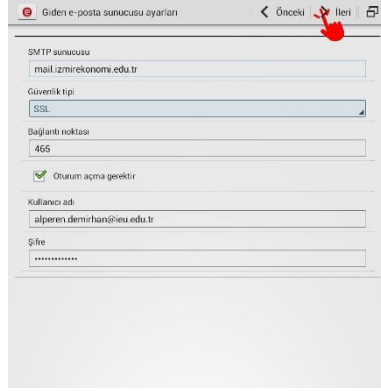 Giden e-posta sunucusu ayarları
Önceki
İleri
SMTP sunucusu
mail.izmirekonomi.edu.tr
Güvenlik tipi
SSL
Bağlantı noktası
465
Oturum açma gerektir
Kullanıcı adı
alperen.demirhan@ieu.edu.tr
Şifre
•••••••••••••